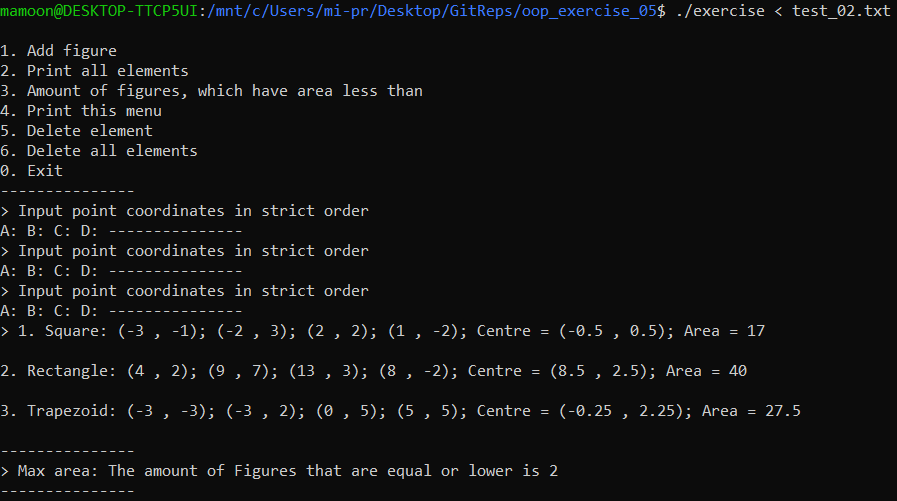 mamoon@DESKTOP-TTCP5UI:/mnt/c/Users/mi-pr/Desktop/GitReps/oop_exercise_05$ ./exercise < test_02.txt
1. Add figure
2. Print all elements
3. Amount of figures, which have area less than
4. Print this menu
5. Delete element
6. Delete all elements
0. Exit
---------------
> Input point coordinates in strict order
A: B: C: D: ---------------
> Input point coordinates in strict order
A: B: C: D: ---------------
> Input point coordinates in strict order
A: B: C: D: ---------------
> 1. Square: (-3 , -1); (-2 , 3); (2 , 2); (1 , -2); Centre = (-0.5 , 0.5); Area = 17
2. Rectangle: (4 , 2); (9 , 7); (13 , 3); (8 , -2); Centre = (8.5 , 2.5); Area = 40
3. Trapezoid: (-3 , -3); (-3 , 2); (0 , 5); (5 , 5); Centre = (-0.25 , 2.25); Area = 27.5
---------------
> Max area: The amount of Figures that are equal or lower is 2
---------------